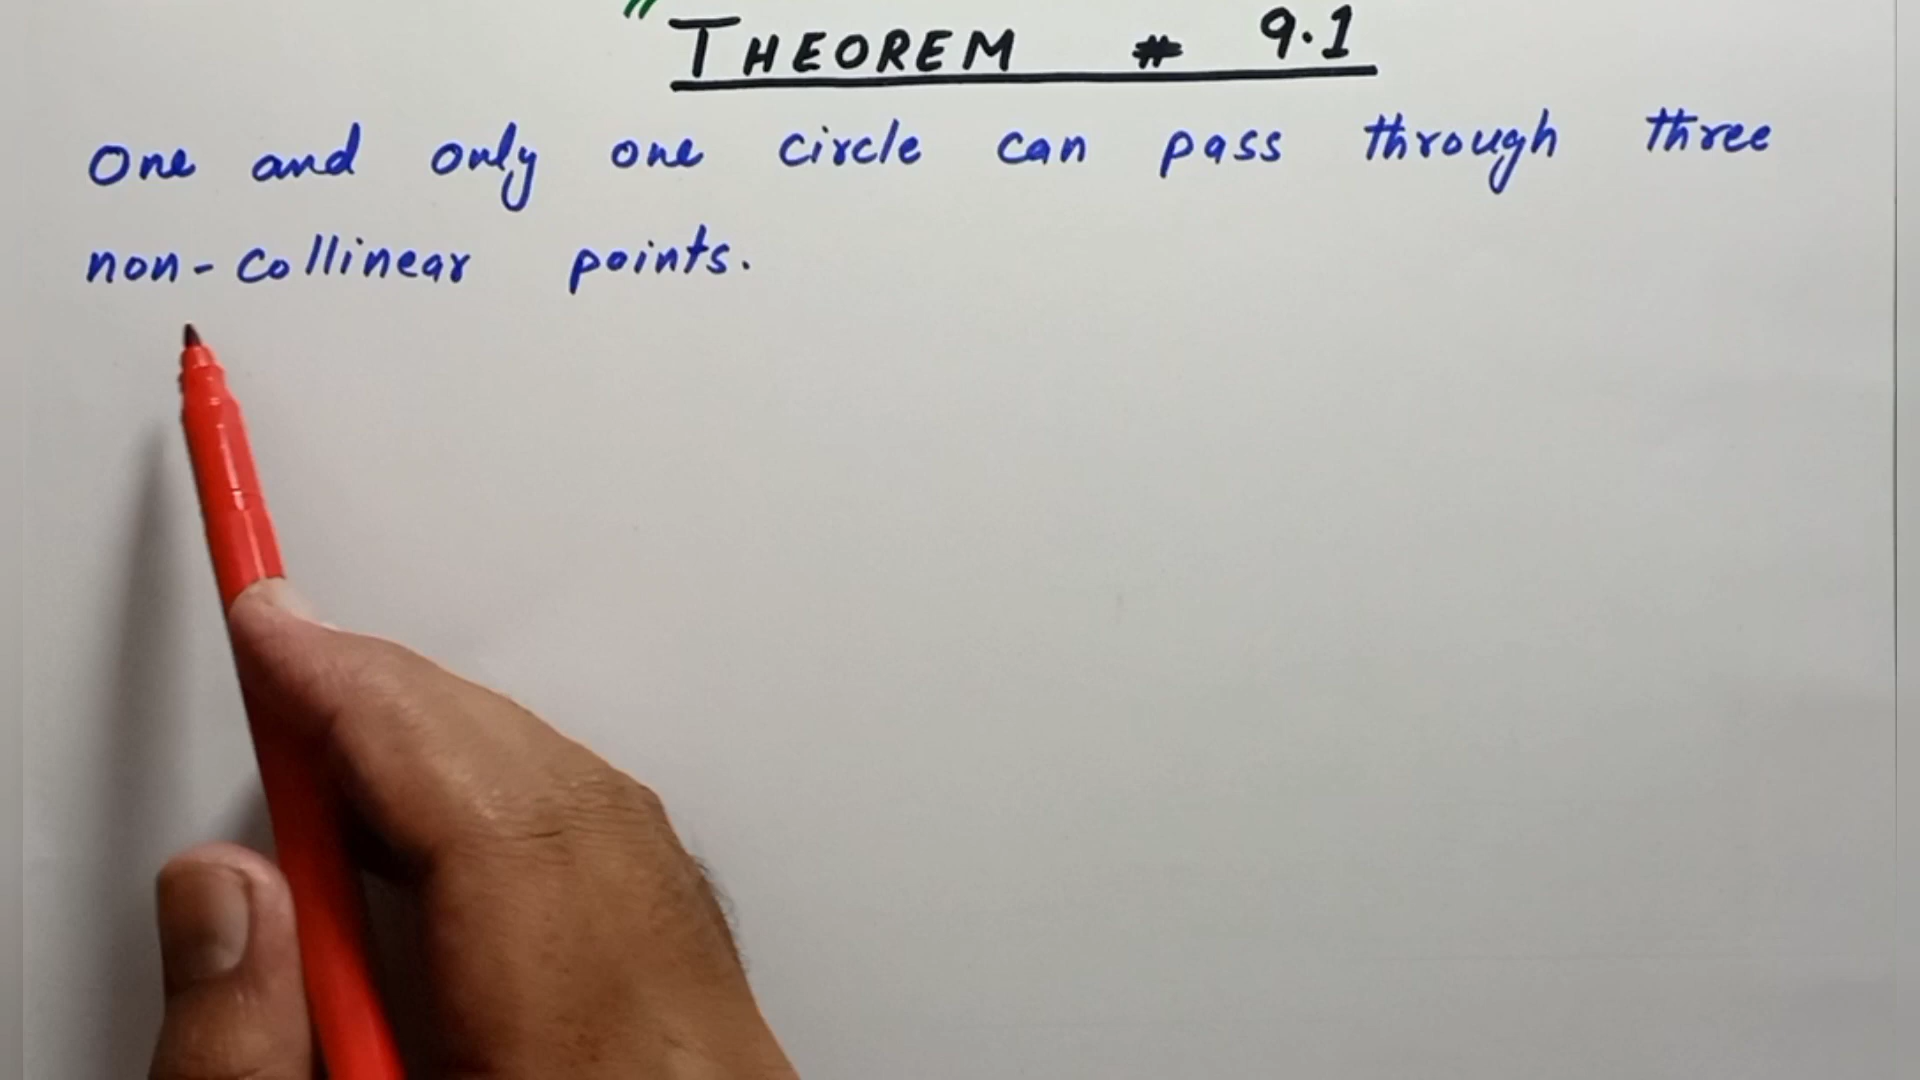 THEOREM # 9.1
One and only one circle can pass through three
non-collinear points.